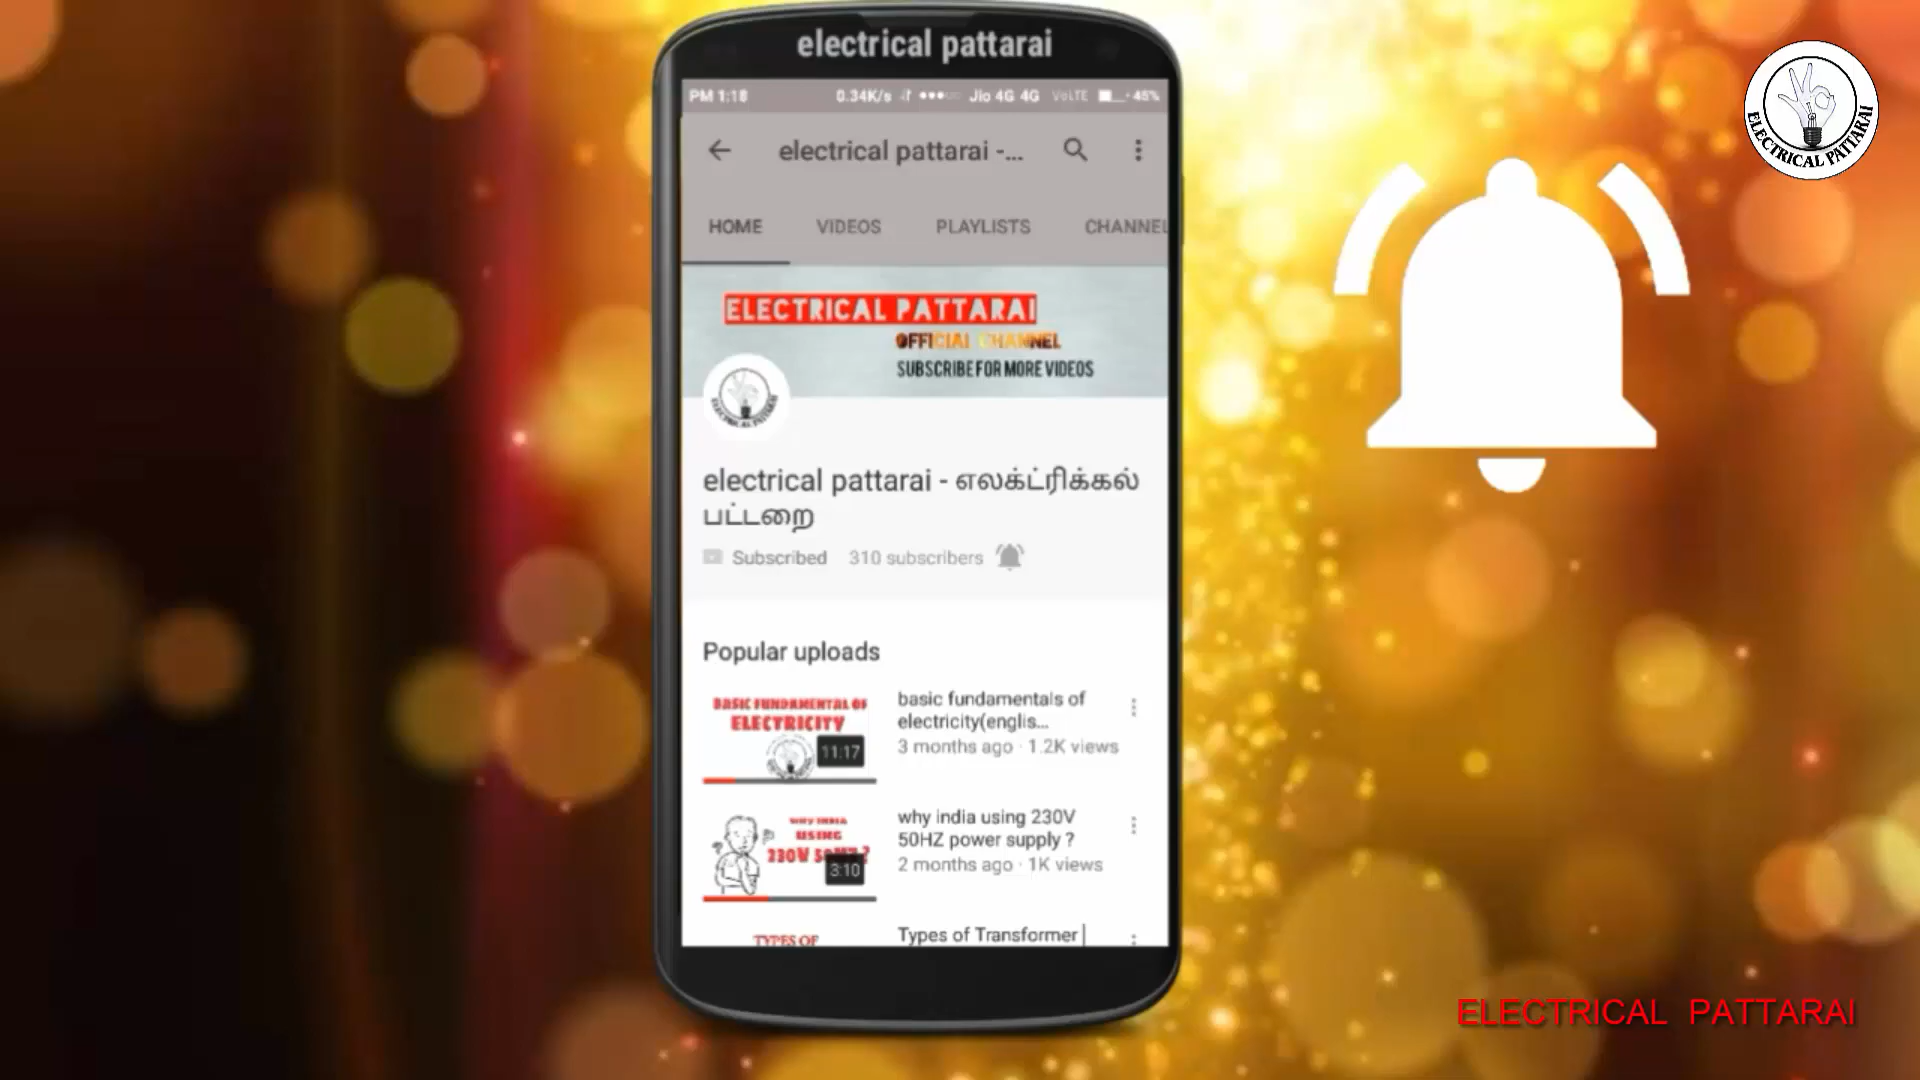 electrical pattarai
PM 1:18 0.34K/s Jio 4G 4G VoLTE 45%
electrical pattarai -...
HOME VIDEOS PLAYLISTS CHANNEL
ELECTRICAL PATTARAI
OFFICIAL CHANNEL
SUBSCRIBE FOR MORE VIDEOS
ELECTRICAL PATTARAI
electrical pattarai - எலக்ட்ரிக்கல்
பட்டறை
Subscribed 310 subscribers
Popular uploads
BASIC FUNDAMENTAL OF
ELECTRICITY
11:17
basic fundamentals of
electricity(englis...
3 months ago · 1.2K views
WHY INDIA
USING
230V 50HZ ?
3:10
why india using 230V
50HZ power supply ?
2 months ago · 1K views
TYPES OF
Types of Transformer |
ELECTRICAL PATTARAI
ELECTRICAL PATTARAI